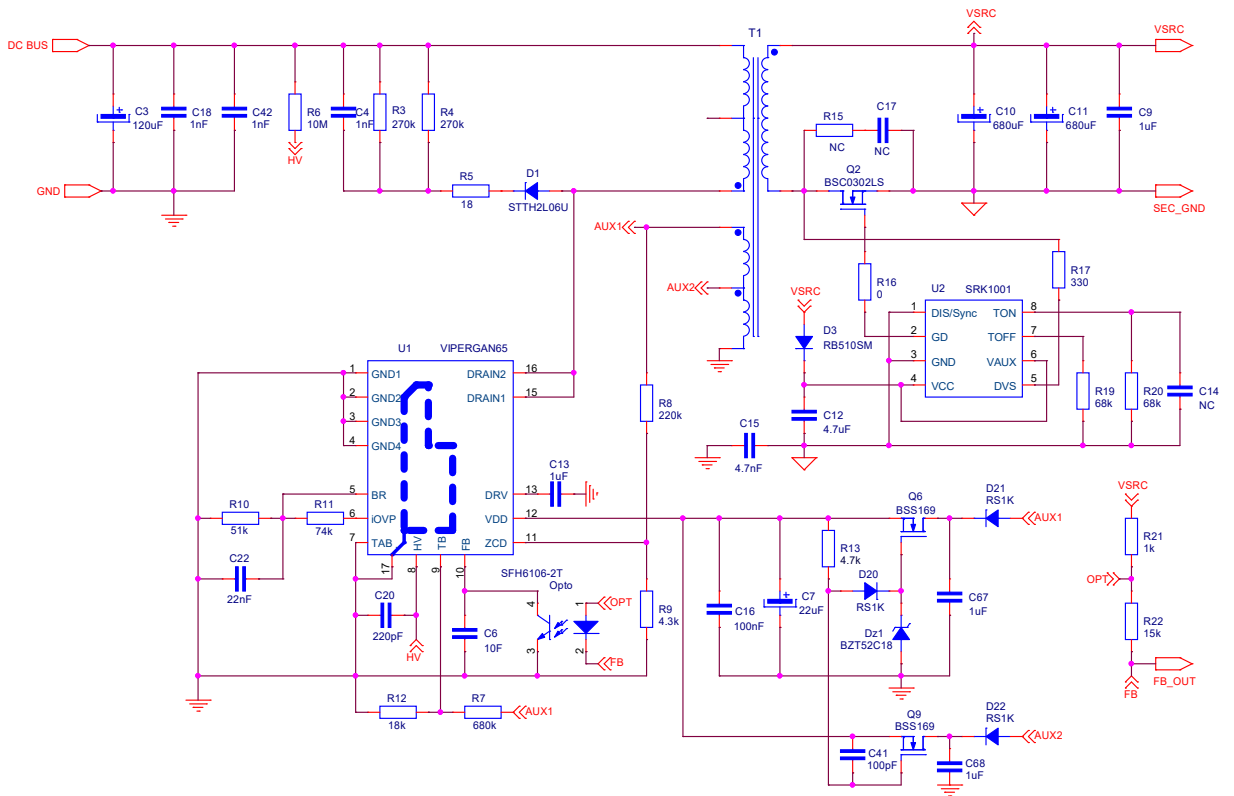 VSRC
T1
DC BUS
VSRC
C3
120uF
C18
1nF
C42
1nF
R6
10M
HV
C4
1nF
R3
270k
R4
270k
R15
NC
C17
NC
C10
680uF
C11
680uF
C9
1uF
GND
R5
18
D1
STTH2L06U
Q2
BSC0302LS
SEC_GND
AUX1
AUX2
R16
0
R17
330
VSRC
D3
RB510SM
U2
SRK1001
1
DIS/Sync
TON
8
2
GD
TOFF
7
3
GND
VAUX
6
4
VCC
DVS
5
R19
68k
R20
68k
C14
NC
C12
4.7uF
C15
4.7nF
U1
VIPERGAN65
1
GND1
DRAIN2
16
2
GND2
DRAIN1
15
3
GND3
4
GND4
5
BR
DRV
13
6
iOVP
VDD
12
7
TAB
ZCD
11
HV
TB
FB
17
8
9
10
R8
220k
C13
1uF
R10
51k
R11
74k
C22
22nF
C20
220pF
HV
C6
10F
SFH6106-2T
Opto
4
3
1
2
OPT
FB
R9
4.3k
R12
18k
R7
680k
AUX1
C16
100nF
C7
22uF
R13
4.7k
D20
RS1K
Dz1
BZT52C18
Q6
BSS169
D21
RS1K
AUX1
C67
1uF
VSRC
R21
1k
OPT
R22
15k
FB
FB_OUT
Q9
BSS169
D22
RS1K
AUX2
C41
100pF
C68
1uF